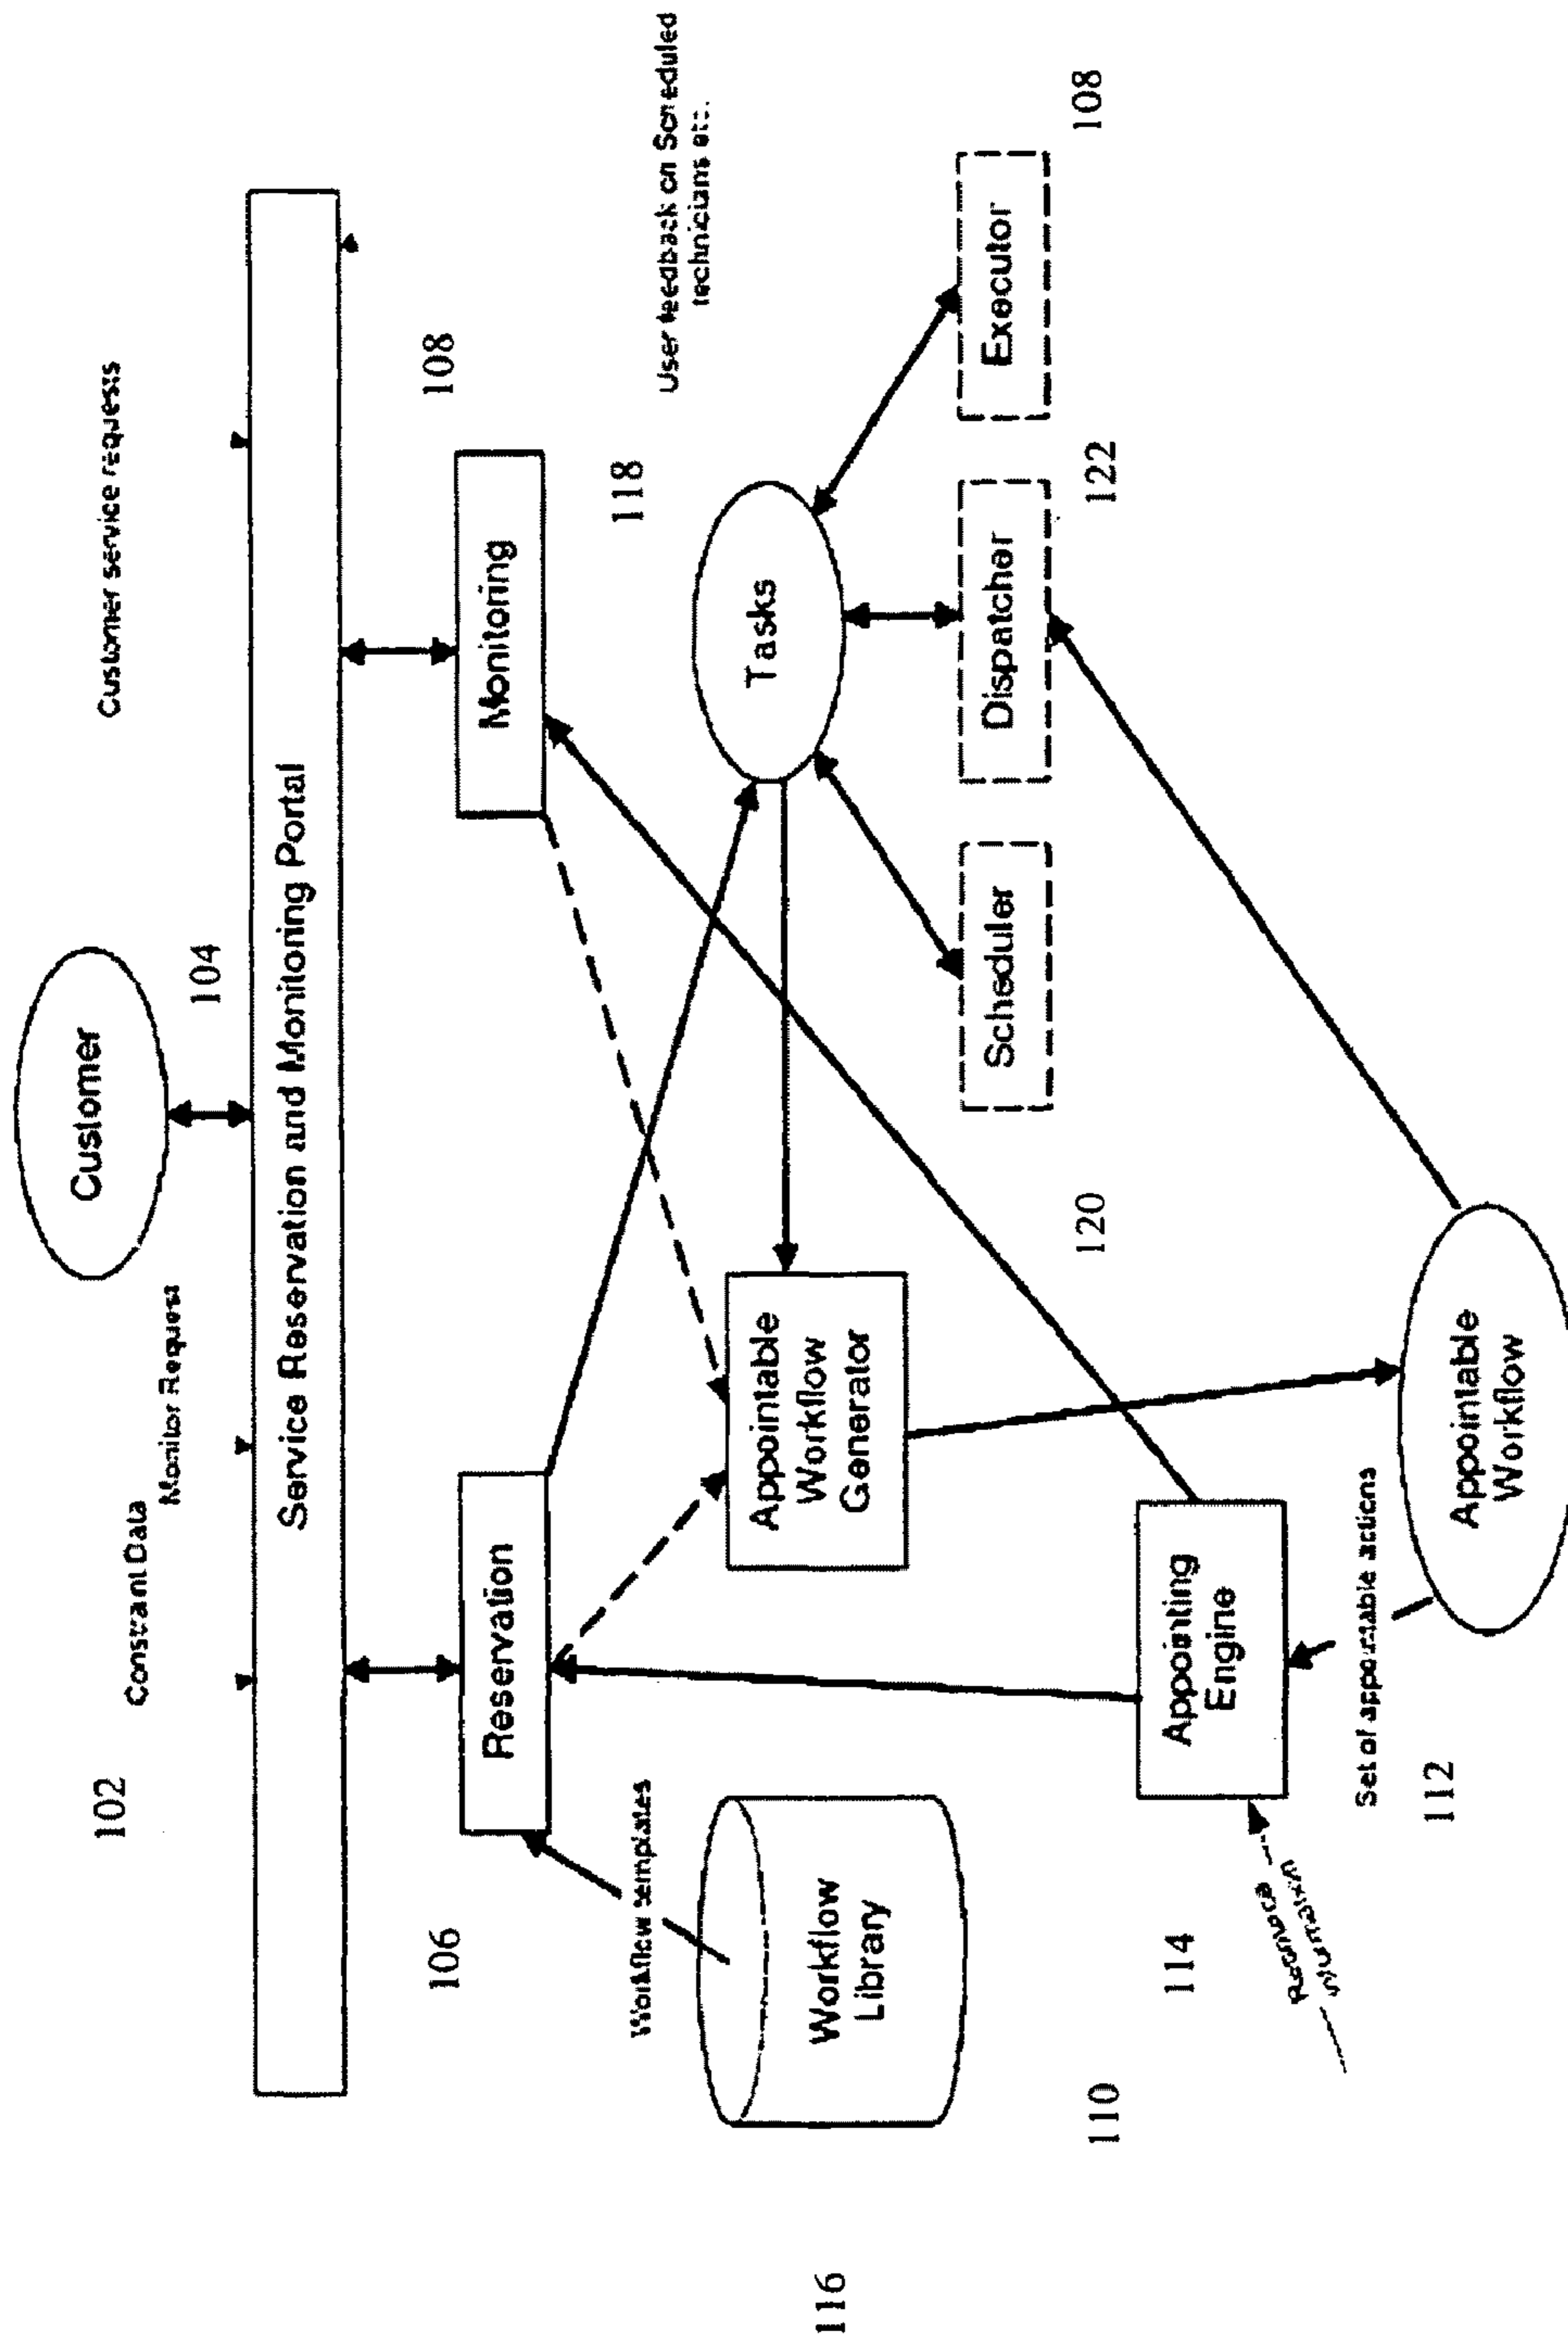 Customer
104
Customer service requests
Constraint Data
Monitor Request
102
Service Reservation and Monitoring Portal
108
106
Reservation
Monitoring
118
User feedback on Scheduled
technicians etc.
Workflow templates
Workflow
Library
Appointable
Workflow
Generator
Tasks
116
110
120
122
108
Scheduler
Dispatcher
Executor
114
Appointing
Engine
Resource
Set of appointable actions
112
Appointable
Workflow